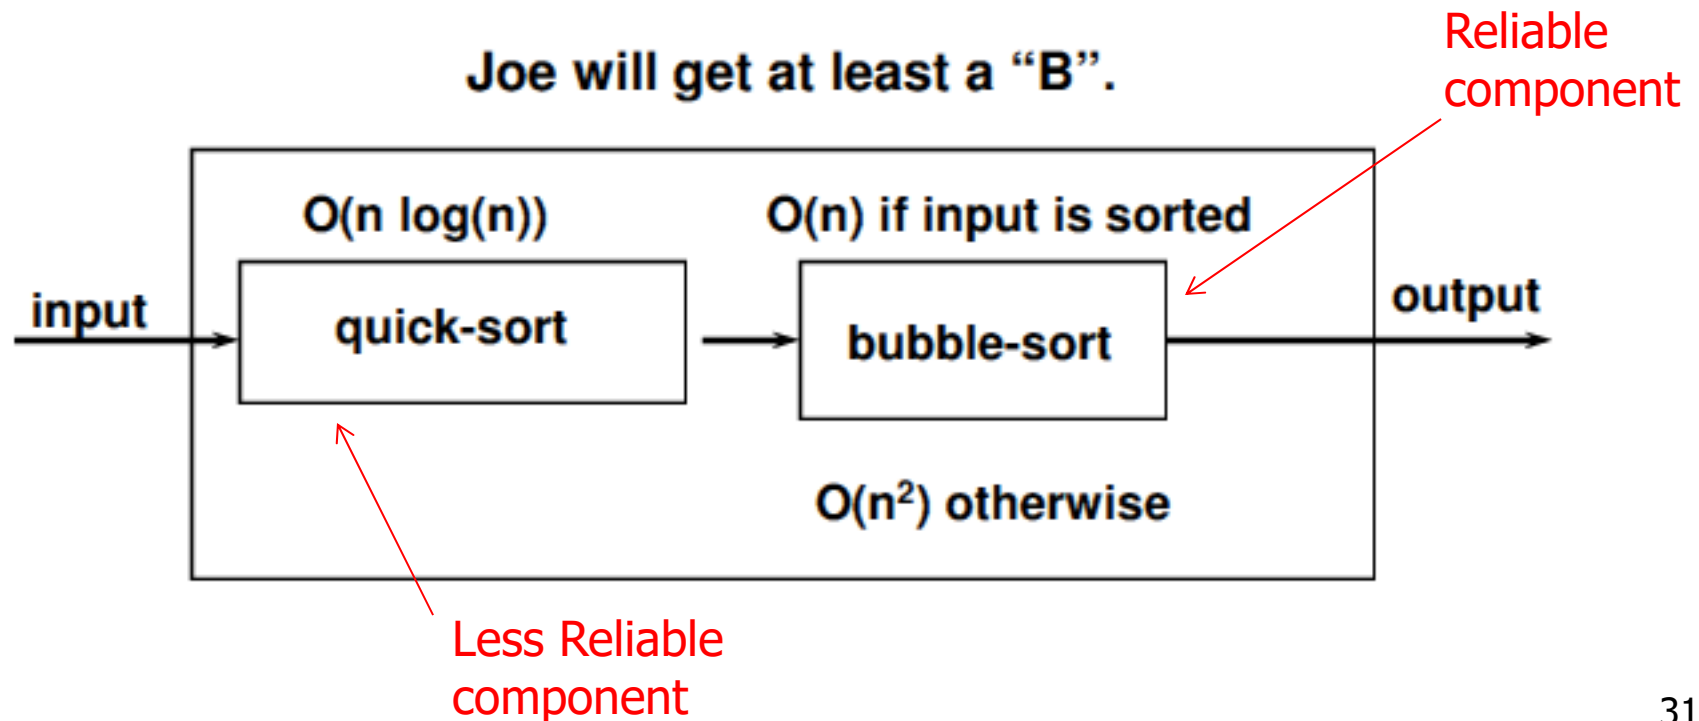 Joe will get at least a “B”.
Reliable
component
O(n log(n))
O(n) if input is sorted
input
quick-sort
bubble-sort
output
O(n²) otherwise
Less Reliable
component
31